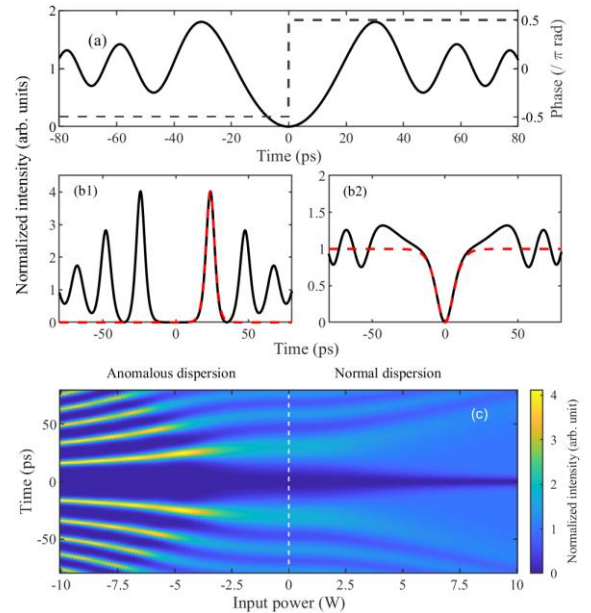 (a)
2
1
0
0.5
0
-0.5
Phase (/ π rad)
-80 -60 -40 -20 0 20 40 60 80
Time (ps)
Normalized intensity (arb. units)
(b1)
4
3
2
1
0
-50 0 50
(b2)
2
1.5
1
0.5
0
-50 0 50
Time (ps)
Anomalous dispersion Normal dispersion
(c)
50
0
-50
Time (ps)
-10 -7.5 -5 -2.5 0 2.5 5 7.5 10
Input power (W)
4
3
2
1
0
Normalized intensity (arb. unit)